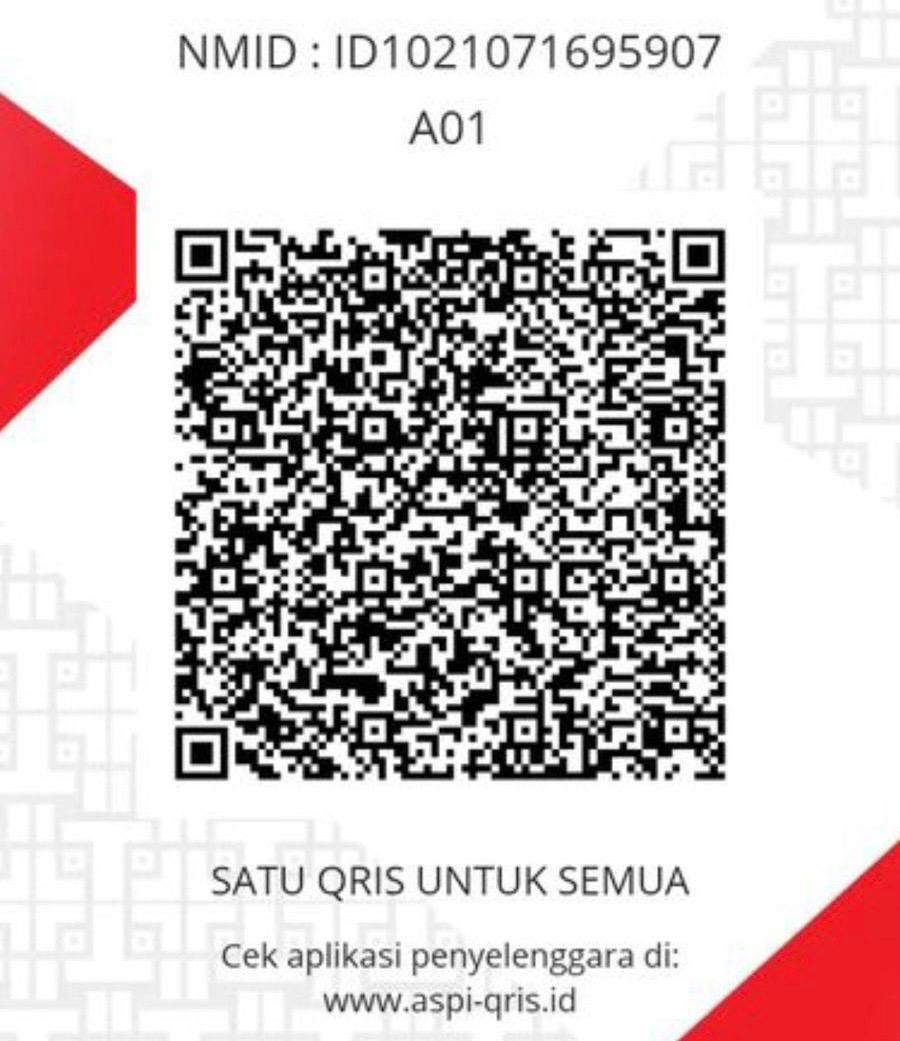 NMID : ID1021071695907
A01
SATU QRIS UNTUK SEMUA
Cek aplikasi penyelenggara di:
www.aspi-qris.id